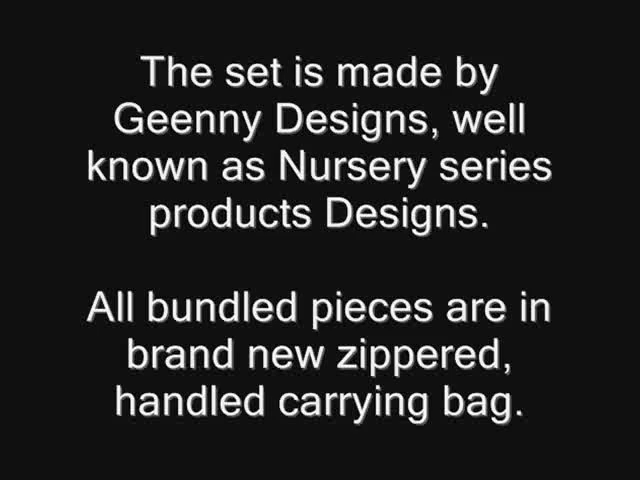 The set is made by
Geenny Designs, well
known as Nursery series
products Designs.
All bundled pieces are in
brand new zippered,
handled carrying bag.